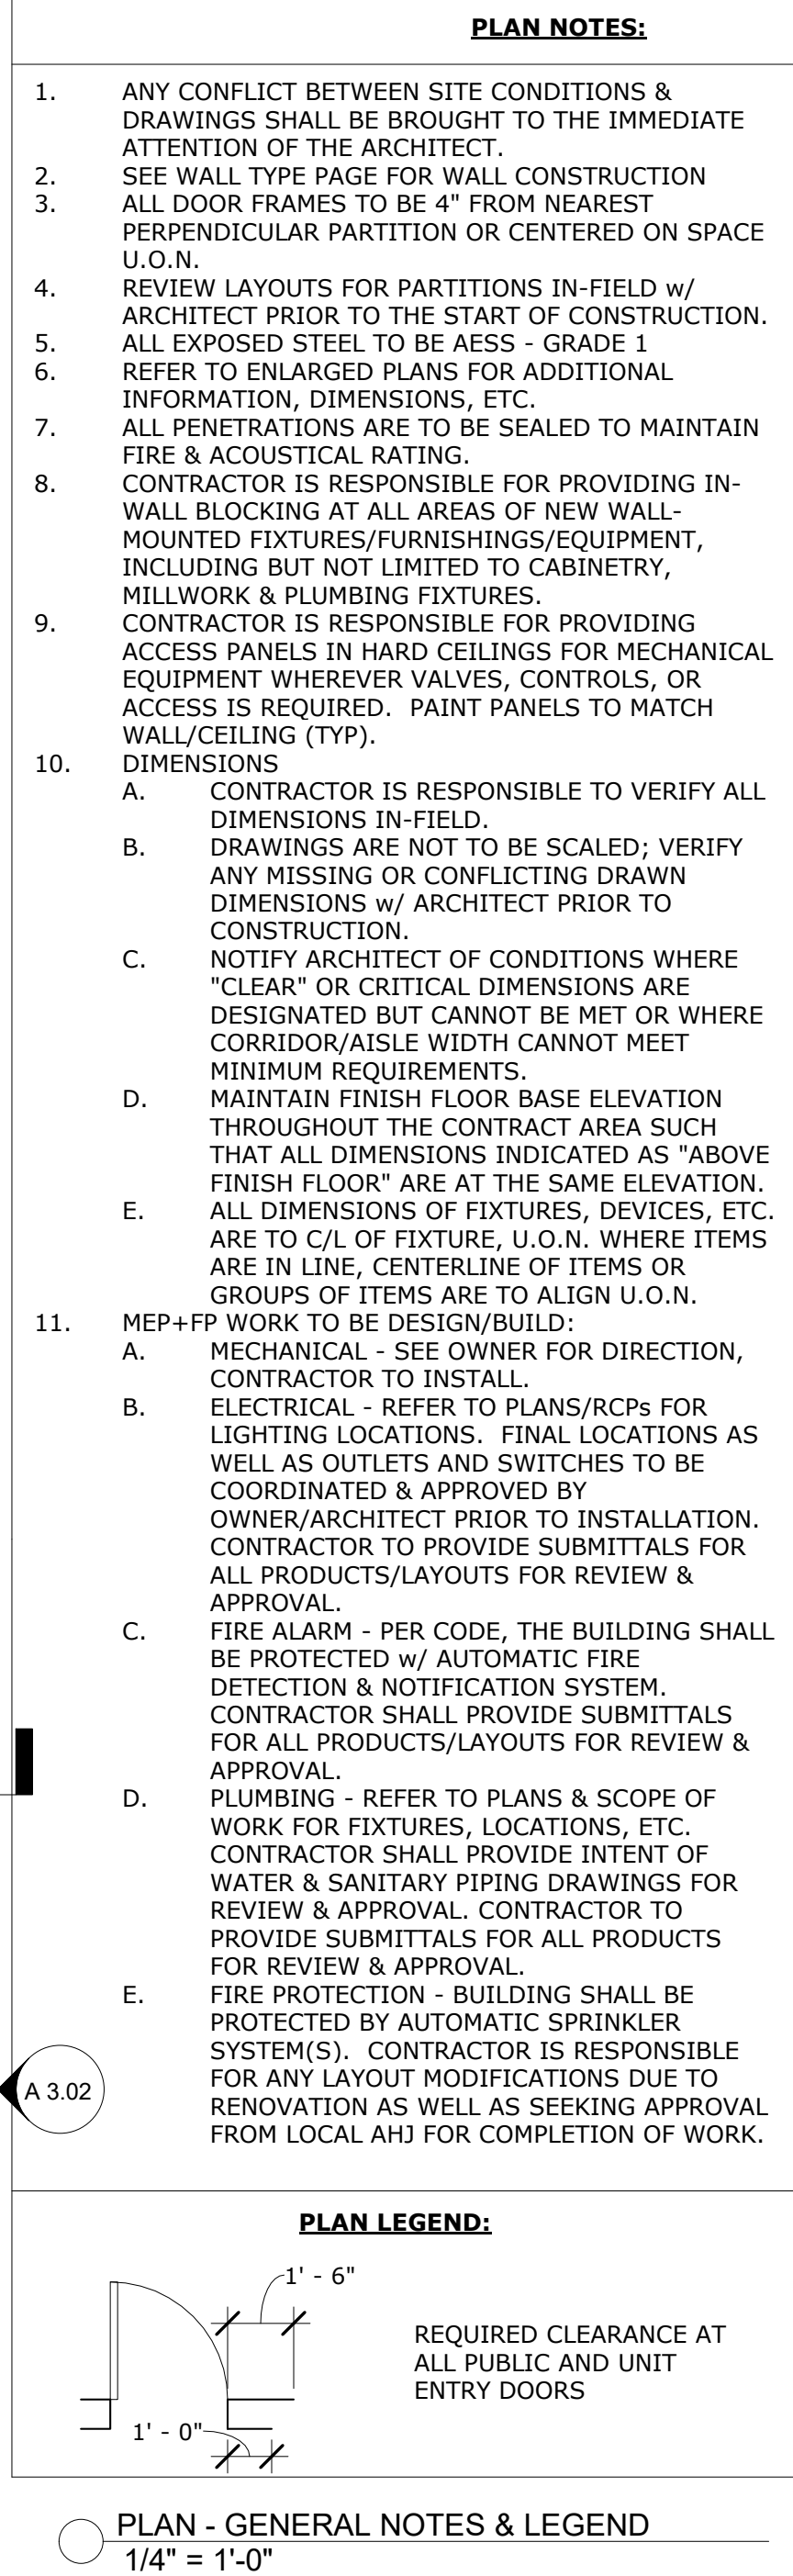 PLAN NOTES:
1. ANY CONFLICT BETWEEN SITE CONDITIONS &
DRAWINGS SHALL BE BROUGHT TO THE IMMEDIATE
ATTENTION OF THE ARCHITECT.
2. SEE WALL TYPE PAGE FOR WALL CONSTRUCTION
3. ALL DOOR FRAMES TO BE 4" FROM NEAREST
PERPENDICULAR PARTITION OR CENTERED ON SPACE
U.O.N.
4. REVIEW LAYOUTS FOR PARTITIONS IN-FIELD w/
ARCHITECT PRIOR TO THE START OF CONSTRUCTION.
5. ALL EXPOSED STEEL TO BE AESS - GRADE 1
6. REFER TO ENLARGED PLANS FOR ADDITIONAL
INFORMATION, DIMENSIONS, ETC.
7. ALL PENETRATIONS ARE TO BE SEALED TO MAINTAIN
FIRE & ACOUSTICAL RATING.
8. CONTRACTOR IS RESPONSIBLE FOR PROVIDING IN-
WALL BLOCKING AT ALL AREAS OF NEW WALL-
MOUNTED FIXTURES/FURNISHINGS/EQUIPMENT,
INCLUDING BUT NOT LIMITED TO CABINETRY,
MILLWORK & PLUMBING FIXTURES.
9. CONTRACTOR IS RESPONSIBLE FOR PROVIDING
ACCESS PANELS IN HARD CEILINGS FOR MECHANICAL
EQUIPMENT WHEREVER VALVES, CONTROLS, OR
ACCESS IS REQUIRED. PAINT PANELS TO MATCH
WALL/CEILING (TYP).
10. DIMENSIONS
A. CONTRACTOR IS RESPONSIBLE TO VERIFY ALL
DIMENSIONS IN-FIELD.
B. DRAWINGS ARE NOT TO BE SCALED; VERIFY
ANY MISSING OR CONFLICTING DRAWN
DIMENSIONS w/ ARCHITECT PRIOR TO
CONSTRUCTION.
C. NOTIFY ARCHITECT OF CONDITIONS WHERE
"CLEAR" OR CRITICAL DIMENSIONS ARE
DESIGNATED BUT CANNOT BE MET OR WHERE
CORRIDOR/AISLE WIDTH CANNOT MEET
MINIMUM REQUIREMENTS.
D. MAINTAIN FINISH FLOOR BASE ELEVATION
THROUGHOUT THE CONTRACT AREA SUCH
THAT ALL DIMENSIONS INDICATED AS "ABOVE
FINISH FLOOR" ARE AT THE SAME ELEVATION.
E. ALL DIMENSIONS OF FIXTURES, DEVICES, ETC.
ARE TO C/L OF FIXTURE, U.O.N. WHERE ITEMS
ARE IN LINE, CENTERLINE OF ITEMS OR
GROUPS OF ITEMS ARE TO ALIGN U.O.N.
11. MEP+FP WORK TO BE DESIGN/BUILD:
A. MECHANICAL - SEE OWNER FOR DIRECTION,
CONTRACTOR TO INSTALL.
B. ELECTRICAL - REFER TO PLANS/RCPs FOR
LIGHTING LOCATIONS. FINAL LOCATIONS AS
WELL AS OUTLETS AND SWITCHES TO BE
COORDINATED & APPROVED BY
OWNER/ARCHITECT PRIOR TO INSTALLATION.
CONTRACTOR TO PROVIDE SUBMITTALS FOR
ALL PRODUCTS/LAYOUTS FOR REVIEW &
APPROVAL.
C. FIRE ALARM - PER CODE, THE BUILDING SHALL
BE PROTECTED w/ AUTOMATIC FIRE
DETECTION & NOTIFICATION SYSTEM.
CONTRACTOR SHALL PROVIDE SUBMITTALS
FOR ALL PRODUCTS/LAYOUTS FOR REVIEW &
APPROVAL.
D. PLUMBING - REFER TO PLANS & SCOPE OF
WORK FOR FIXTURES, LOCATIONS, ETC.
CONTRACTOR SHALL PROVIDE INTENT OF
WATER & SANITARY PIPING DRAWINGS FOR
REVIEW & APPROVAL. CONTRACTOR TO
PROVIDE SUBMITTALS FOR ALL PRODUCTS
FOR REVIEW & APPROVAL.
E. FIRE PROTECTION - BUILDING SHALL BE
PROTECTED BY AUTOMATIC SPRINKLER
SYSTEM(S). CONTRACTOR IS RESPONSIBLE
FOR ANY LAYOUT MODIFICATIONS DUE TO
RENOVATION AS WELL AS SEEKING APPROVAL
FROM LOCAL AHJ FOR COMPLETION OF WORK.
A 3.02
PLAN LEGEND:
1' - 6"
REQUIRED CLEARANCE AT
ALL PUBLIC AND UNIT
ENTRY DOORS
1' - 0"
PLAN - GENERAL NOTES & LEGEND
1/4" = 1'-0"